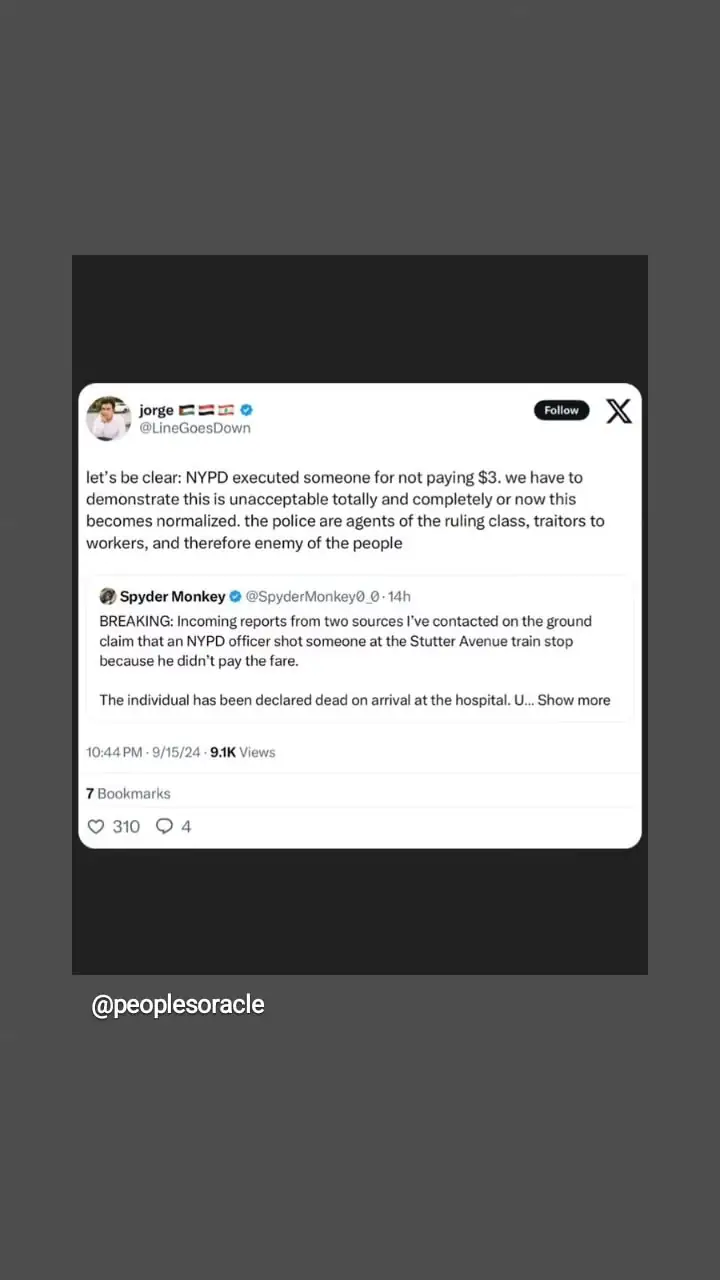 jorge 🇵🇸🇾🇪🇱🇧
Follow
@LineGoesDown
let's be clear: NYPD executed someone for not paying $3. we have to
demonstrate this is unacceptable totally and completely or now this
becomes normalized. the police are agents of the ruling class, traitors to
workers, and therefore enemy of the people
Spyder Monkey @SpyderMonkey0_0 · 14h
BREAKING: Incoming reports from two sources I've contacted on the ground
claim that an NYPD officer shot someone at the Stutter Avenue train stop
because he didn't pay the fare.
The individual has been declared dead on arrival at the hospital. U... Show more
10:44 PM · 9/15/24 · 9.1K Views
7 Bookmarks
310 4
@peoplesoracle